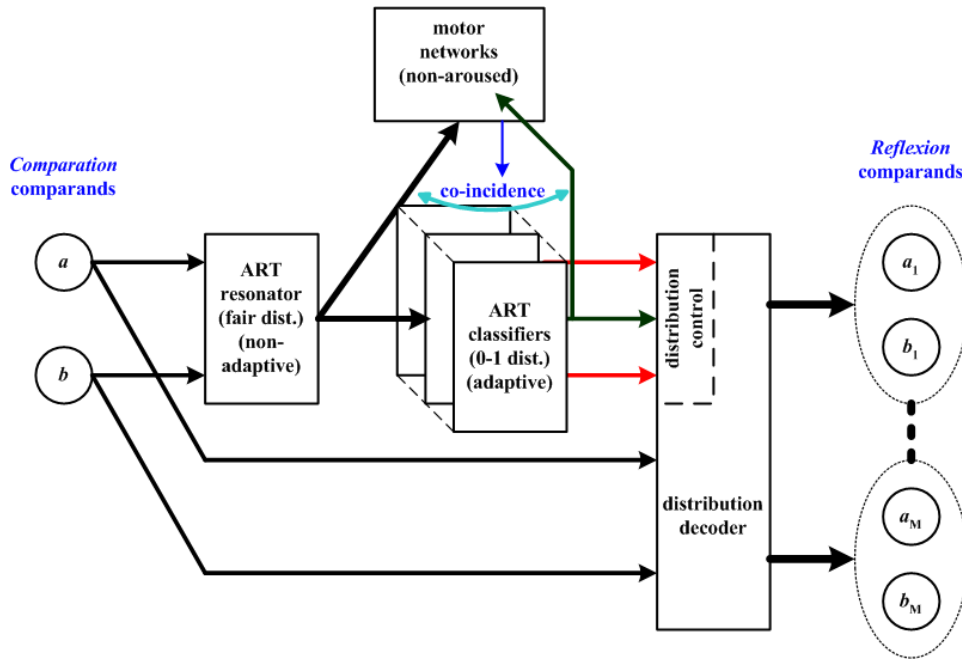 motor
networks
(non-aroused)
Comparation
comparands
Reflexion
comparands
co-incidence
a
b
ART
resonator
(fair dist.)
(non-
adaptive)
ART
classifiers
(0-1 dist.)
(adaptive)
distribution
control
distribution
decoder
a1
b1
aM
bM